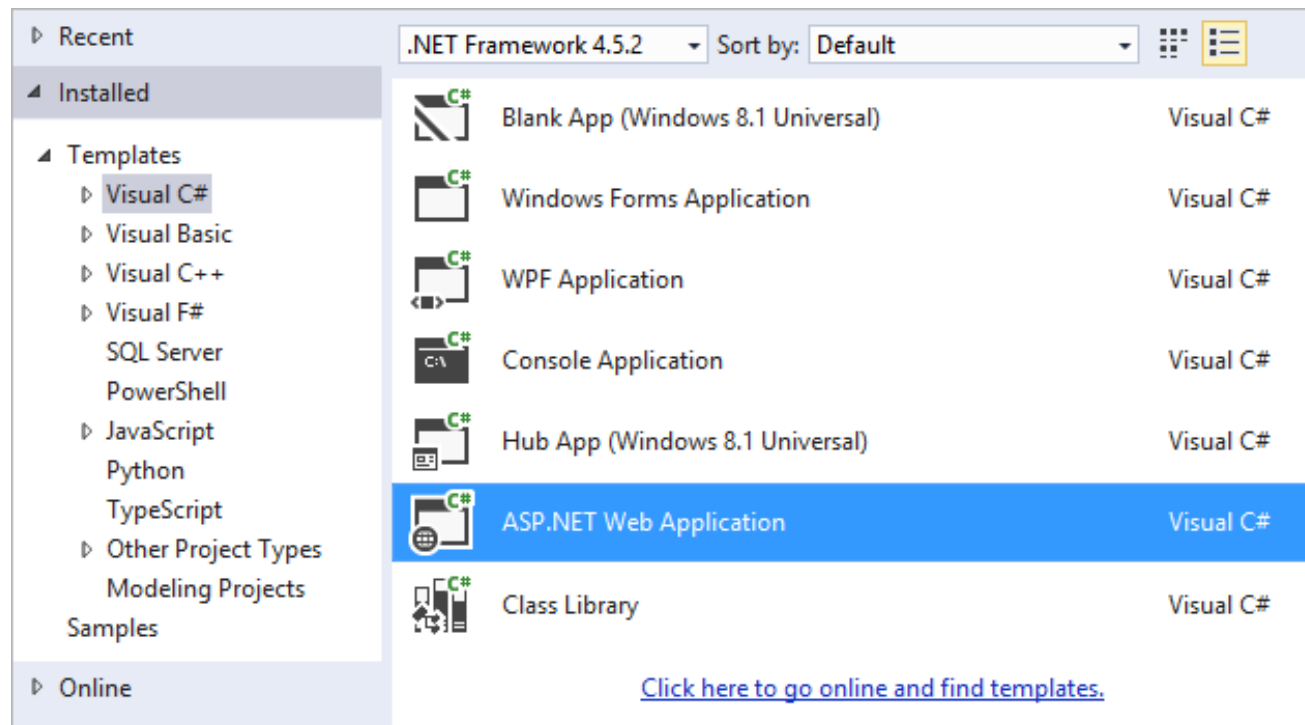 Recent
Installed
Templates
Visual C#
Visual Basic
Visual C++
Visual F#
SQL Server
PowerShell
JavaScript
Python
TypeScript
Other Project Types
Modeling Projects
Samples
Online
.NET Framework 4.5.2 Sort by: Default
C# Blank App (Windows 8.1 Universal) Visual C#
C# Windows Forms Application Visual C#
C# WPF Application Visual C#
C# C:\ Console Application Visual C#
C# Hub App (Windows 8.1 Universal) Visual C#
C# ASP.NET Web Application Visual C#
C# Class Library Visual C#
Click here to go online and find templates.